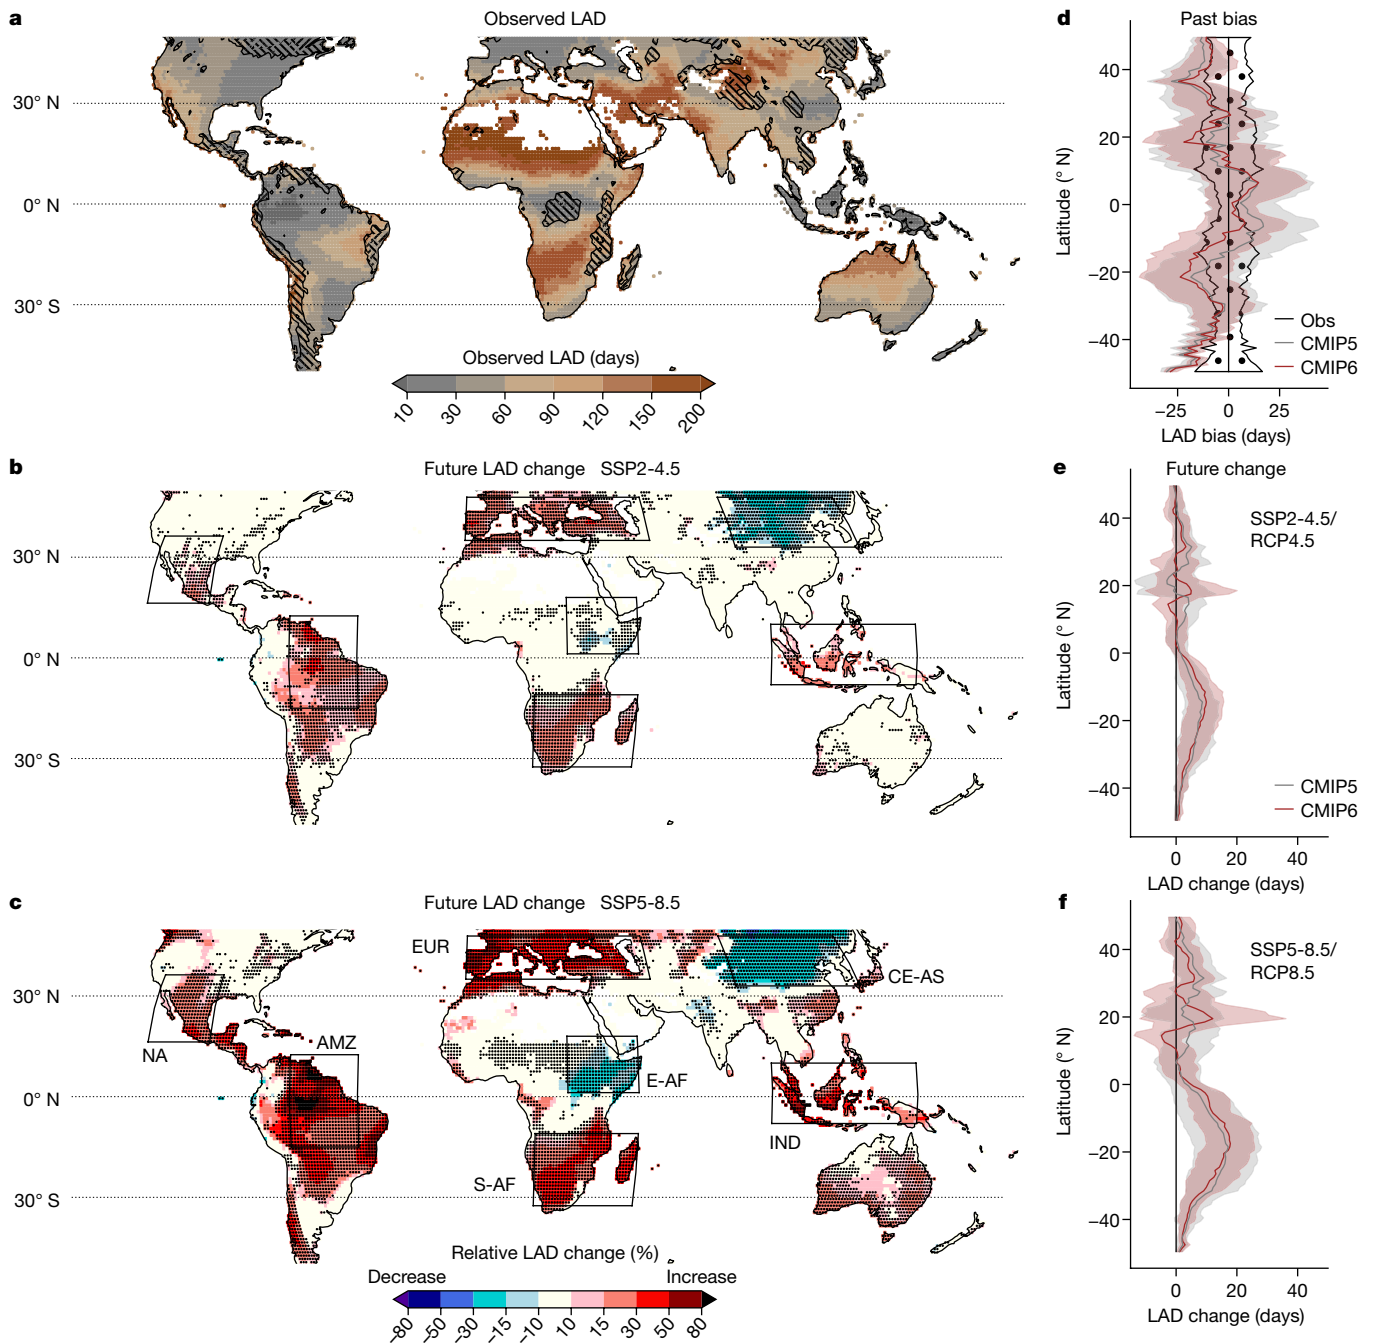 a
Observed LAD
30° N
0° N
30° S
Observed LAD (days)
10 30 60 90 120 150 200
d
Past bias
40
20
0
−20
−40
Latitude (° N)
Obs
CMIP5
CMIP6
−25 0 25
LAD bias (days)
b
Future LAD change SSP2-4.5
30° N
0° N
30° S
e
Future change
SSP2-4.5/
RCP4.5
40
20
0
−20
−40
Latitude (° N)
CMIP5
CMIP6
0 20 40
LAD change (days)
c
Future LAD change SSP5-8.5
EUR
CE-AS
30° N
NA
AMZ
E-AF
0° N
IND
S-AF
30° S
Relative LAD change (%)
Decrease Increase
−80 −50 −30 −15 −10 10 15 30 50 80
f
SSP5-8.5/
RCP8.5
40
20
0
−20
−40
Latitude (° N)
0 20 40
LAD change (days)